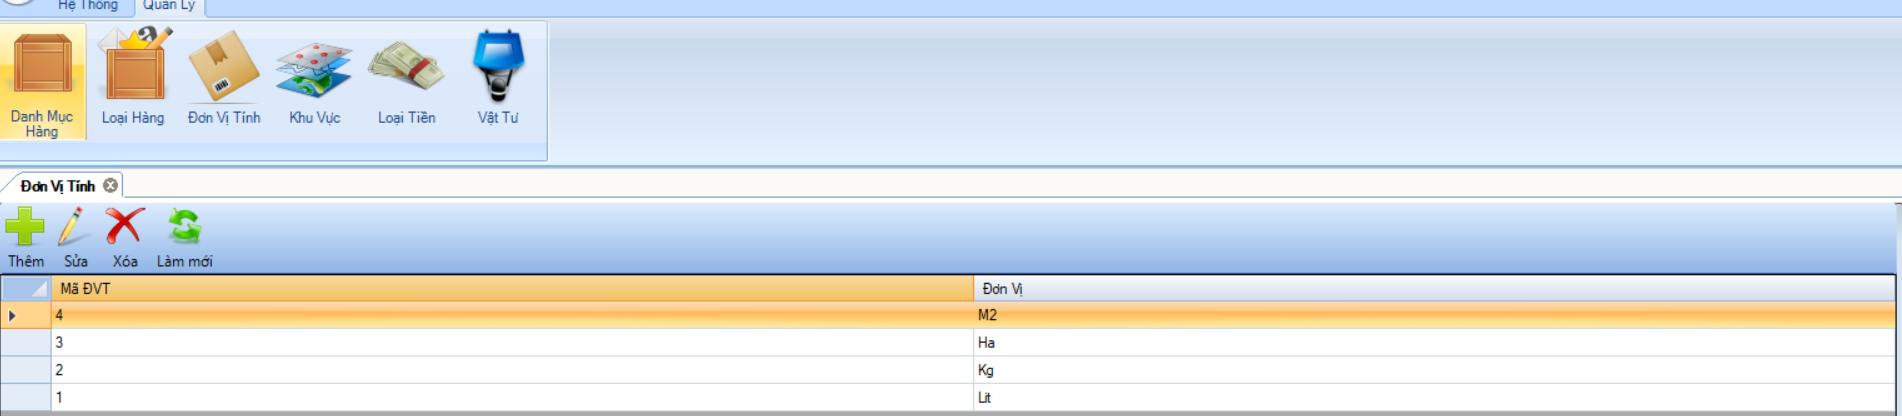 Hệ Thống Quản Lý
Danh Mục Hàng Loại Hàng Đơn Vị Tính Khu Vực Loại Tiền Vật Tư
Đơn Vị Tính
Thêm Sửa Xóa Làm mới
Mã ĐVT Đơn Vị
4 M2
3 Ha
2 Kg
1 Lit